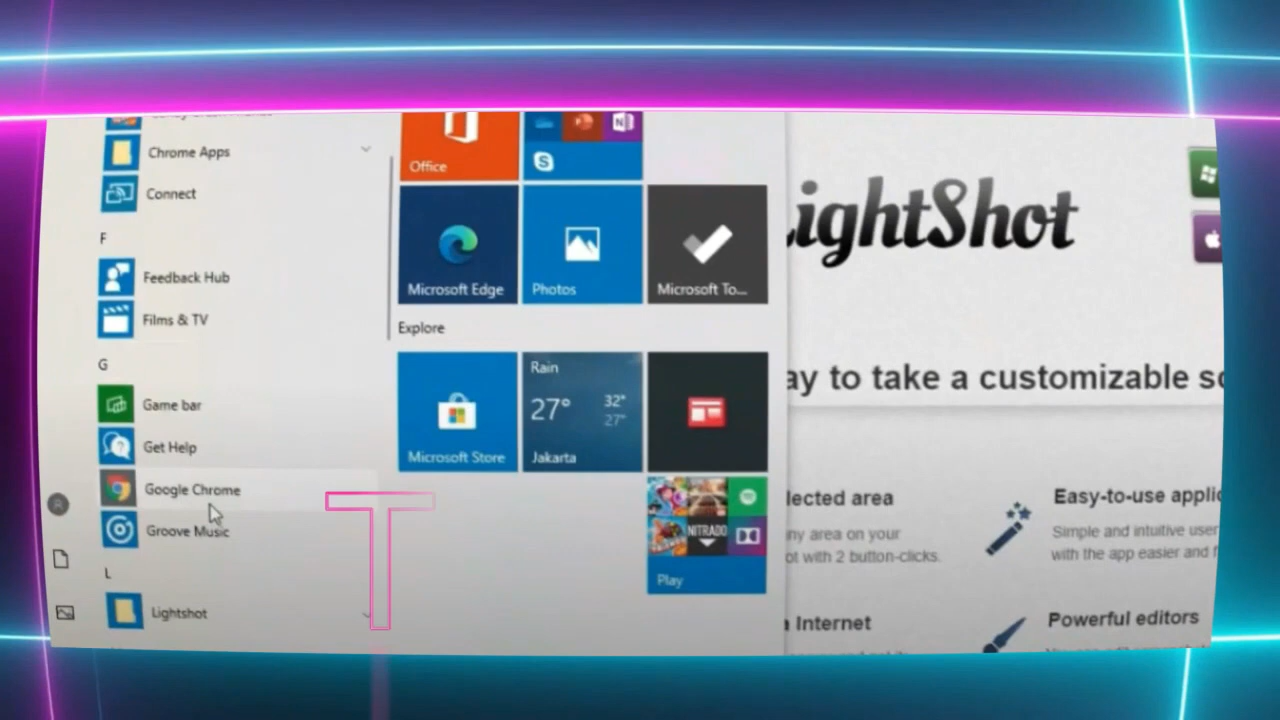 Chrome Apps
Connect
F
Feedback Hub
Films & TV
G
Game bar
Get Help
Google Chrome
Groove Music
L
Lightshot
Office
Microsoft Edge
Photos
Microsoft To...
Explore
Microsoft Store
Rain
27°
32°
27°
Jakarta
NITRADO
Play
ightShot
ay to take a customizable
lected area
ny area on your
ot with 2 button-clicks.
Easy-to-use
Simple and intuitive user
with the app easier and
Internet
Powerful editors
T